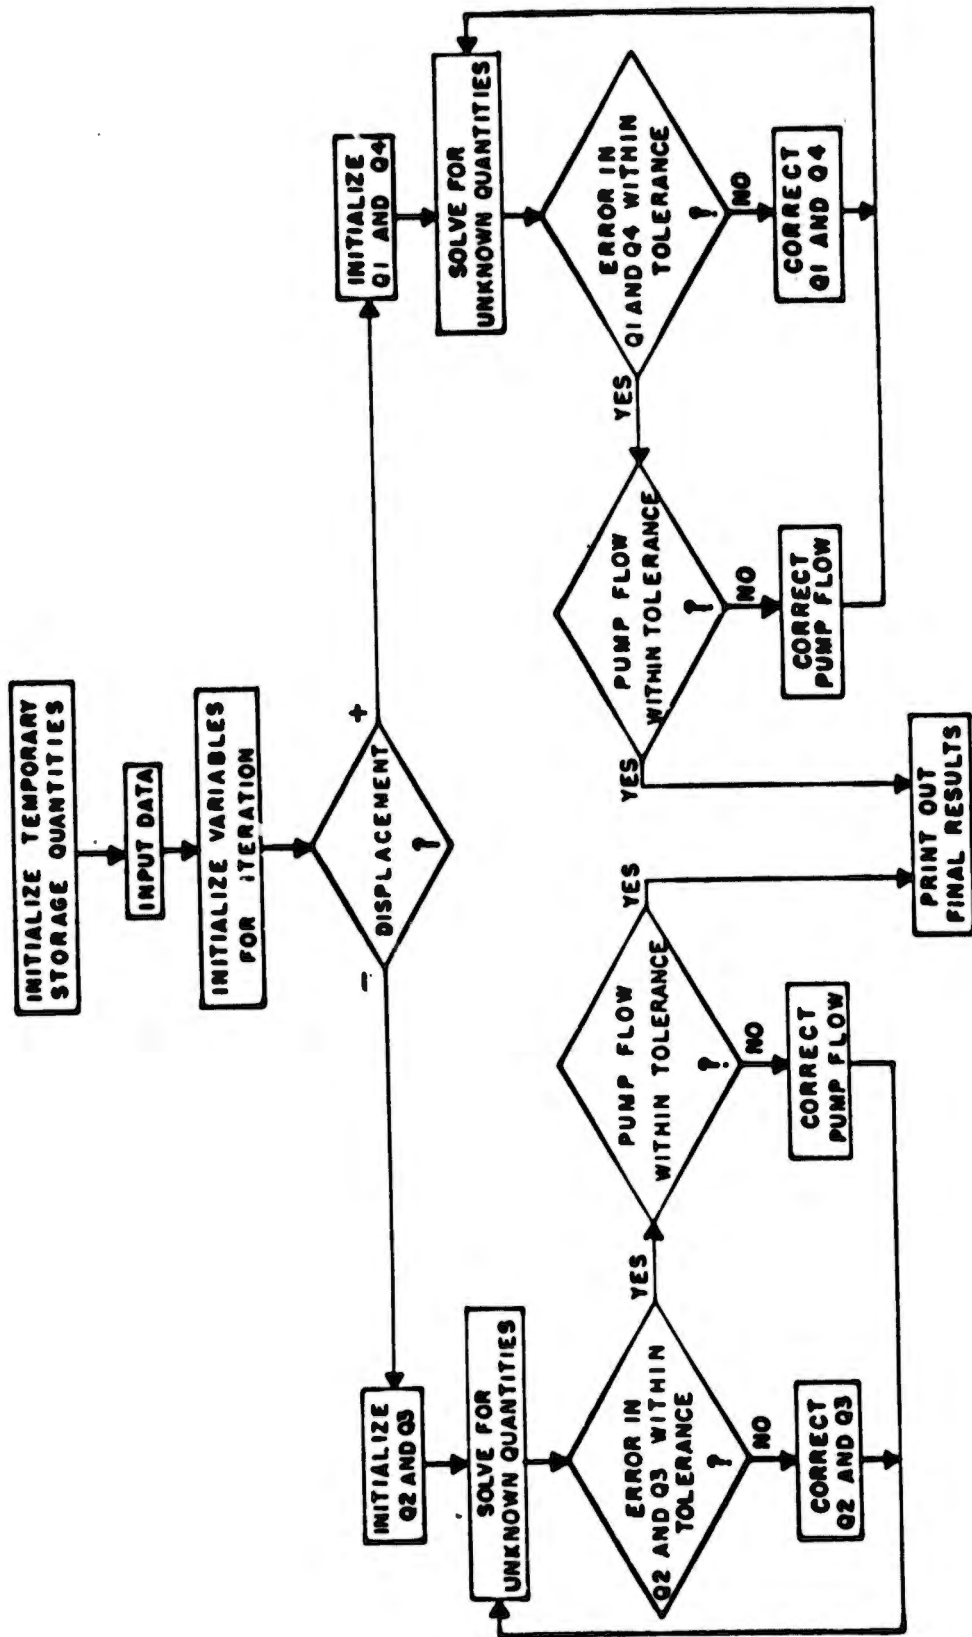 INITIALIZE TEMPORARY
STORAGE QUANTITIES
INPUT DATA
INITIALIZE VARIABLES
FOR ITERATION
DISPLACEMENT
?
-
+
INITIALIZE
Q2 AND Q3
SOLVE FOR
UNKNOWN QUANTITIES
ERROR IN
Q2 AND Q3 WITHIN
TOLERANCE
?
YES
NO
CORRECT
Q2 AND Q3
PUMP FLOW
WITHIN TOLERANCE
?
YES
NO
CORRECT
PUMP FLOW
INITIALIZE
Q1 AND Q4
SOLVE FOR
UNKNOWN QUANTITIES
ERROR IN
Q1 AND Q4 WITHIN
TOLERANCE
?
YES
NO
CORRECT
Q1 AND Q4
PUMP FLOW
WITHIN TOLERANCE
?
YES
NO
CORRECT
PUMP FLOW
PRINT OUT
FINAL RESULTS